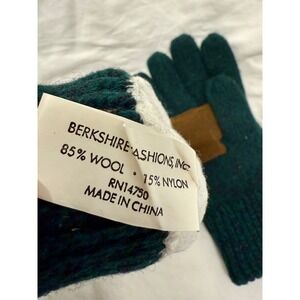 BERKSHIRE FASHIONS, INC
85% WOOL • 15% NYLON
RN14750
MADE IN CHINA